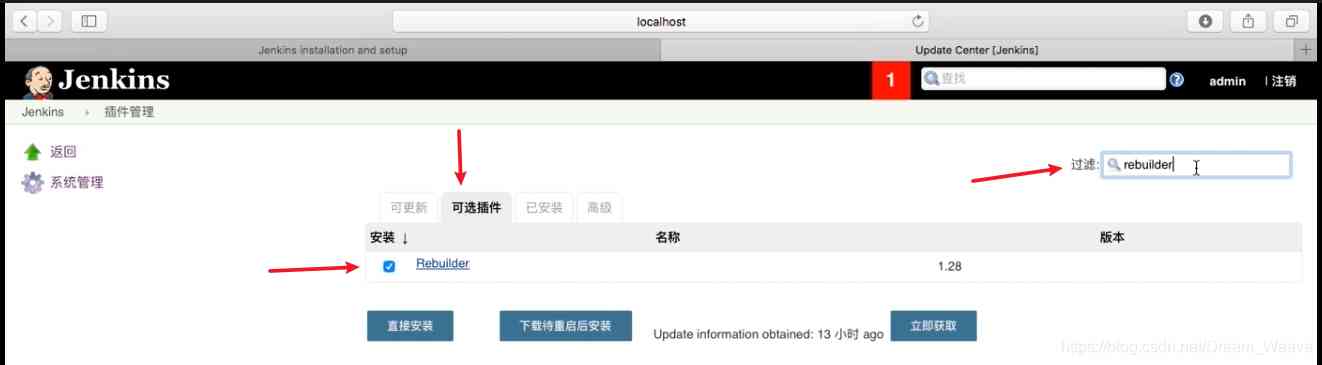 localhost
Jenkins installation and setup
Update Center [Jenkins]
Jenkins
1
查找
admin
注销
Jenkins
插件管理
返回
系统管理
过滤:
rebuilder
可更新
可选插件
已安装
高级
安装 ↓
名称
版本
Rebuilder
1.28
直接安装
下载待重启后安装
Update information obtained: 13 小时 ago
立即获取
https://blog.csdn.net/Dream_Weave